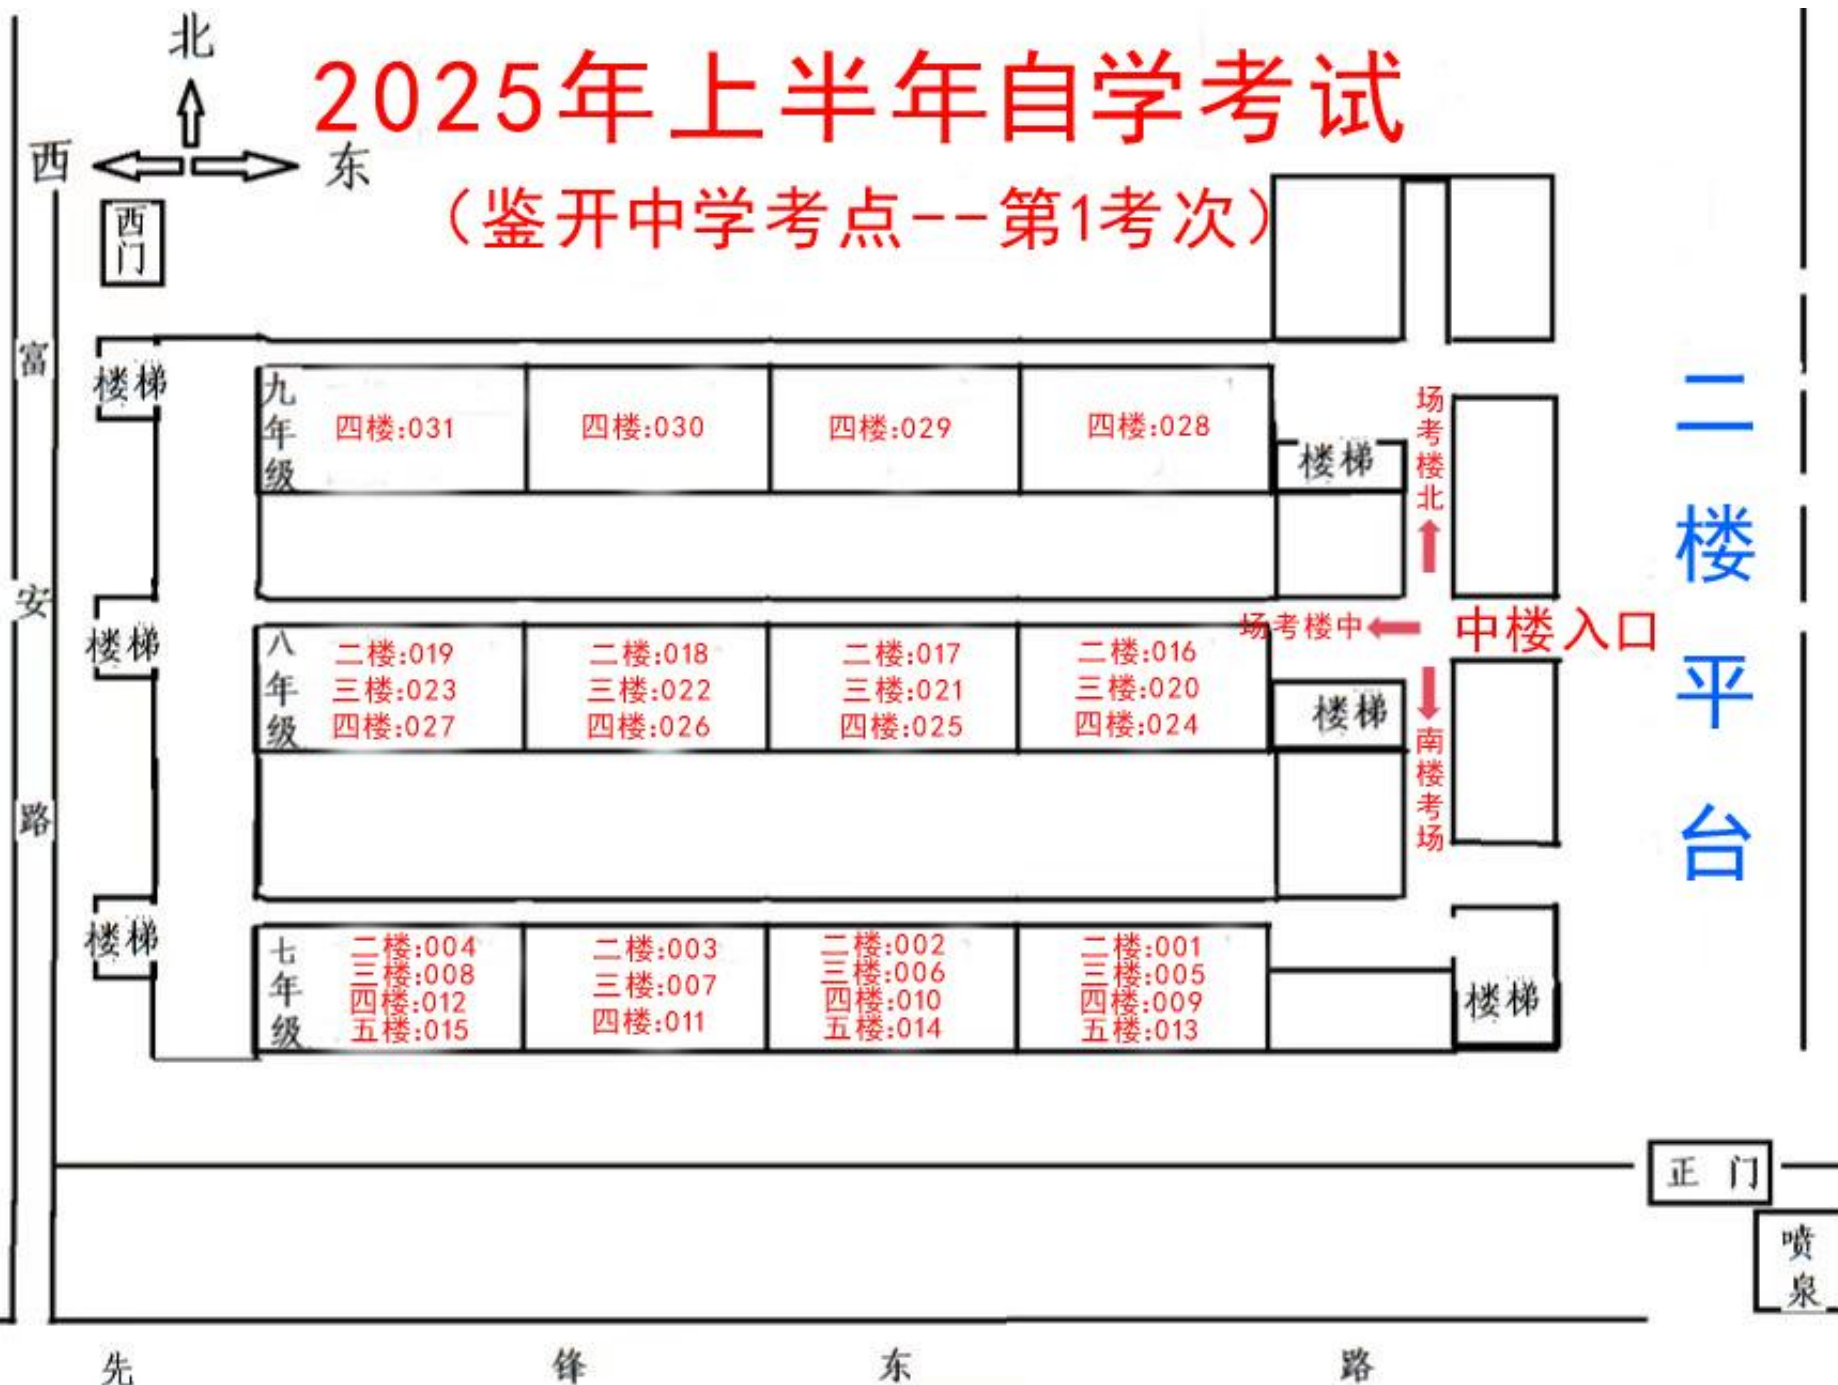 北
2025年上半年自学考试
西
东
（鉴开中学考点--第1考次）
西门
富安路
楼梯
九年级
四楼:031
四楼:030
四楼:029
四楼:028
楼梯
场考楼北
二楼平台
楼梯
场考楼中
中楼入口
八年级
二楼:019
三楼:023
四楼:027
二楼:018
三楼:022
四楼:026
二楼:017
三楼:021
四楼:025
二楼:016
三楼:020
四楼:024
楼梯
南楼考场
楼梯
七年级
二楼:004
三楼:008
四楼:012
五楼:015
二楼:003
三楼:007
四楼:011
二楼:002
三楼:006
四楼:010
五楼:014
二楼:001
三楼:005
四楼:009
五楼:013
楼梯
正门
喷泉
先锋东路